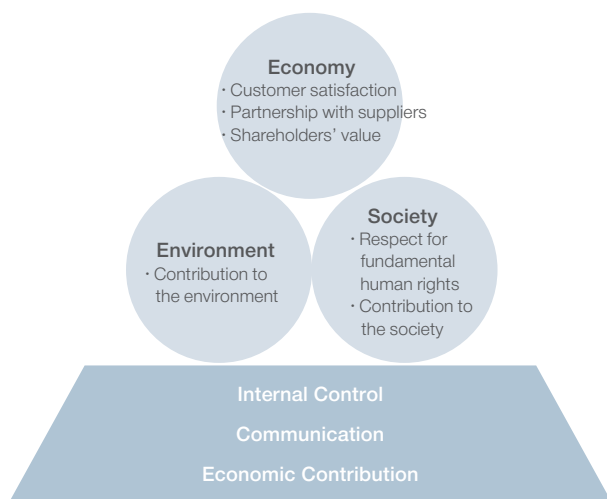 Economy
· Customer satisfaction
· Partnership with suppliers
· Shareholders’ value
Environment
· Contribution to
the environment
Society
· Respect for
fundamental
human rights
· Contribution to
the society
Internal Control
Communication
Economic Contribution